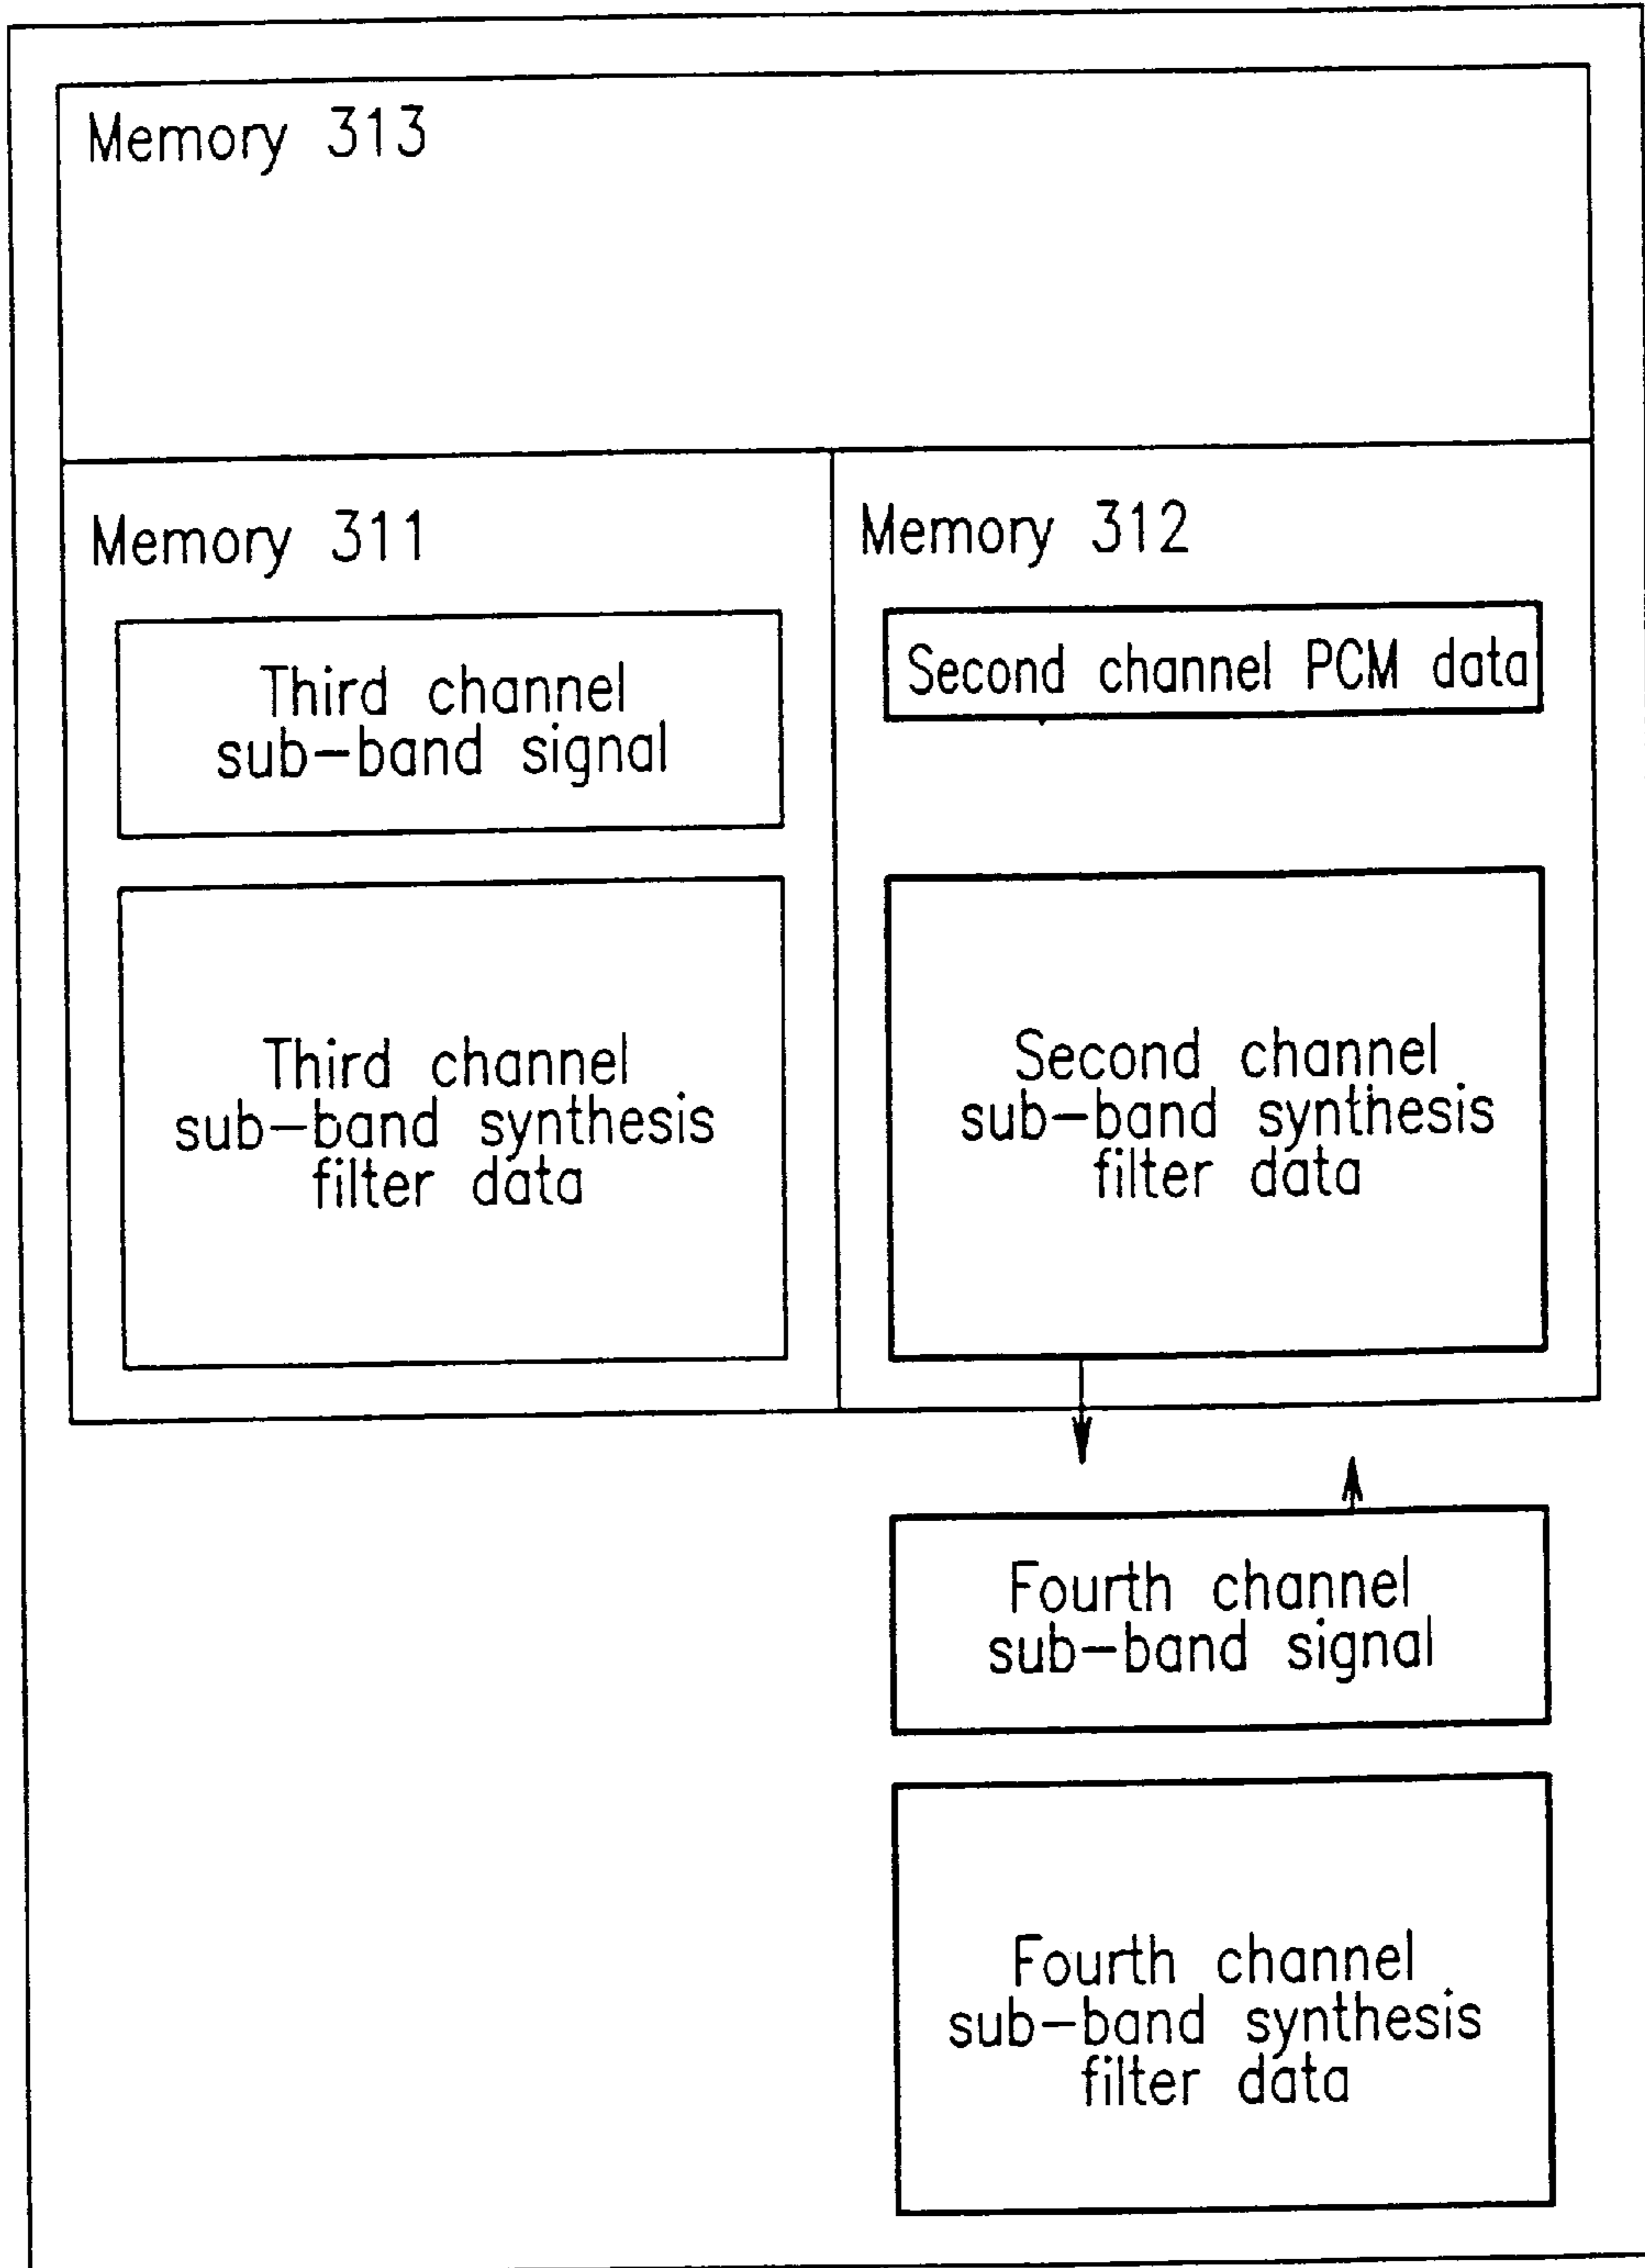 Memory 313
Memory 311
Third channel
sub-band signal
Third channel
sub-band synthesis
filter data
Memory 312
Second channel PCM data
Second channel
sub-band synthesis
filter data
Fourth channel
sub-band signal
Fourth channel
sub-band synthesis
filter data